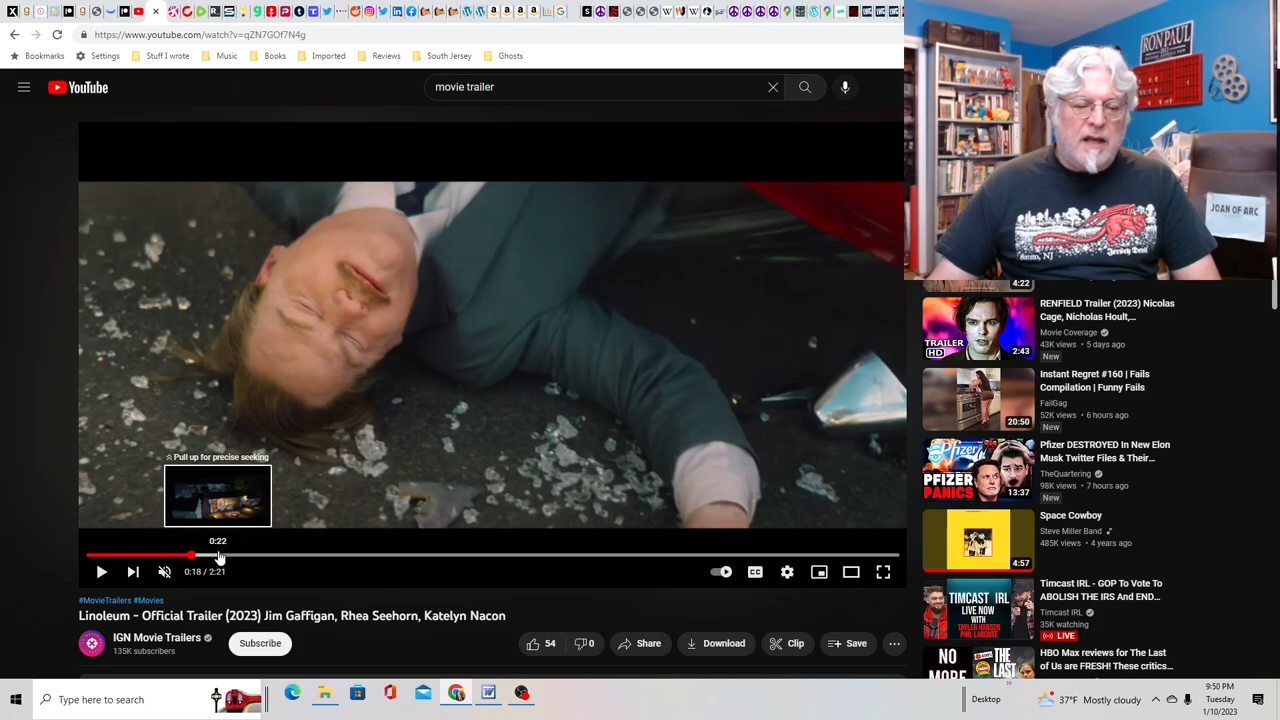 https://www.youtube.com/watch?v=qZN7GOf7N4g
Bookmarks
Settings
Stuff I wrote
Music
Books
Imported
Reviews
South Jersey
Ghosts
YouTube
movie trailer
RON PAUL
JOAN OF ARC
Jersey Devil
Pull up for precise seeking
0:22
0:18 / 2:21
#MovieTrailers #Movies
Linoleum - Official Trailer (2023) Jim Gaffigan, Rhea Seehorn, Katelyn Nacon
IGN Movie Trailers
135K subscribers
Subscribe
54
0
Share
Download
Clip
Save
4:22
TRAILER
HD
2:43
RENFIELD Trailer (2023) Nicolas
Cage, Nicholas Hoult,...
Movie Coverage
43K views • 5 days ago
New
20:50
Instant Regret #160 | Fails
Compilation | Funny Fails
FailGag
52K views • 6 hours ago
New
Pfizer
PFIZER
PANICS
13:37
Pfizer DESTROYED In New Elon
Musk Twitter Files & Their...
TheQuartering
98K views • 7 hours ago
New
4:57
Space Cowboy
Steve Miller Band
485K views • 4 years ago
TIMCAST IRL
LIVE NOW
WITH
TAYLER HANSEN
PHIL LABONTE
Timcast IRL - GOP To Vote To
ABOLISH THE IRS And END...
Timcast IRL
35K watching
LIVE
NO
MORE
THE
LAST
HBO Max reviews for The Last
of Us are FRESH! These critics...
Type here to search
Desktop
37°F Mostly cloudy
9:50 PM
Tuesday
1/10/2023